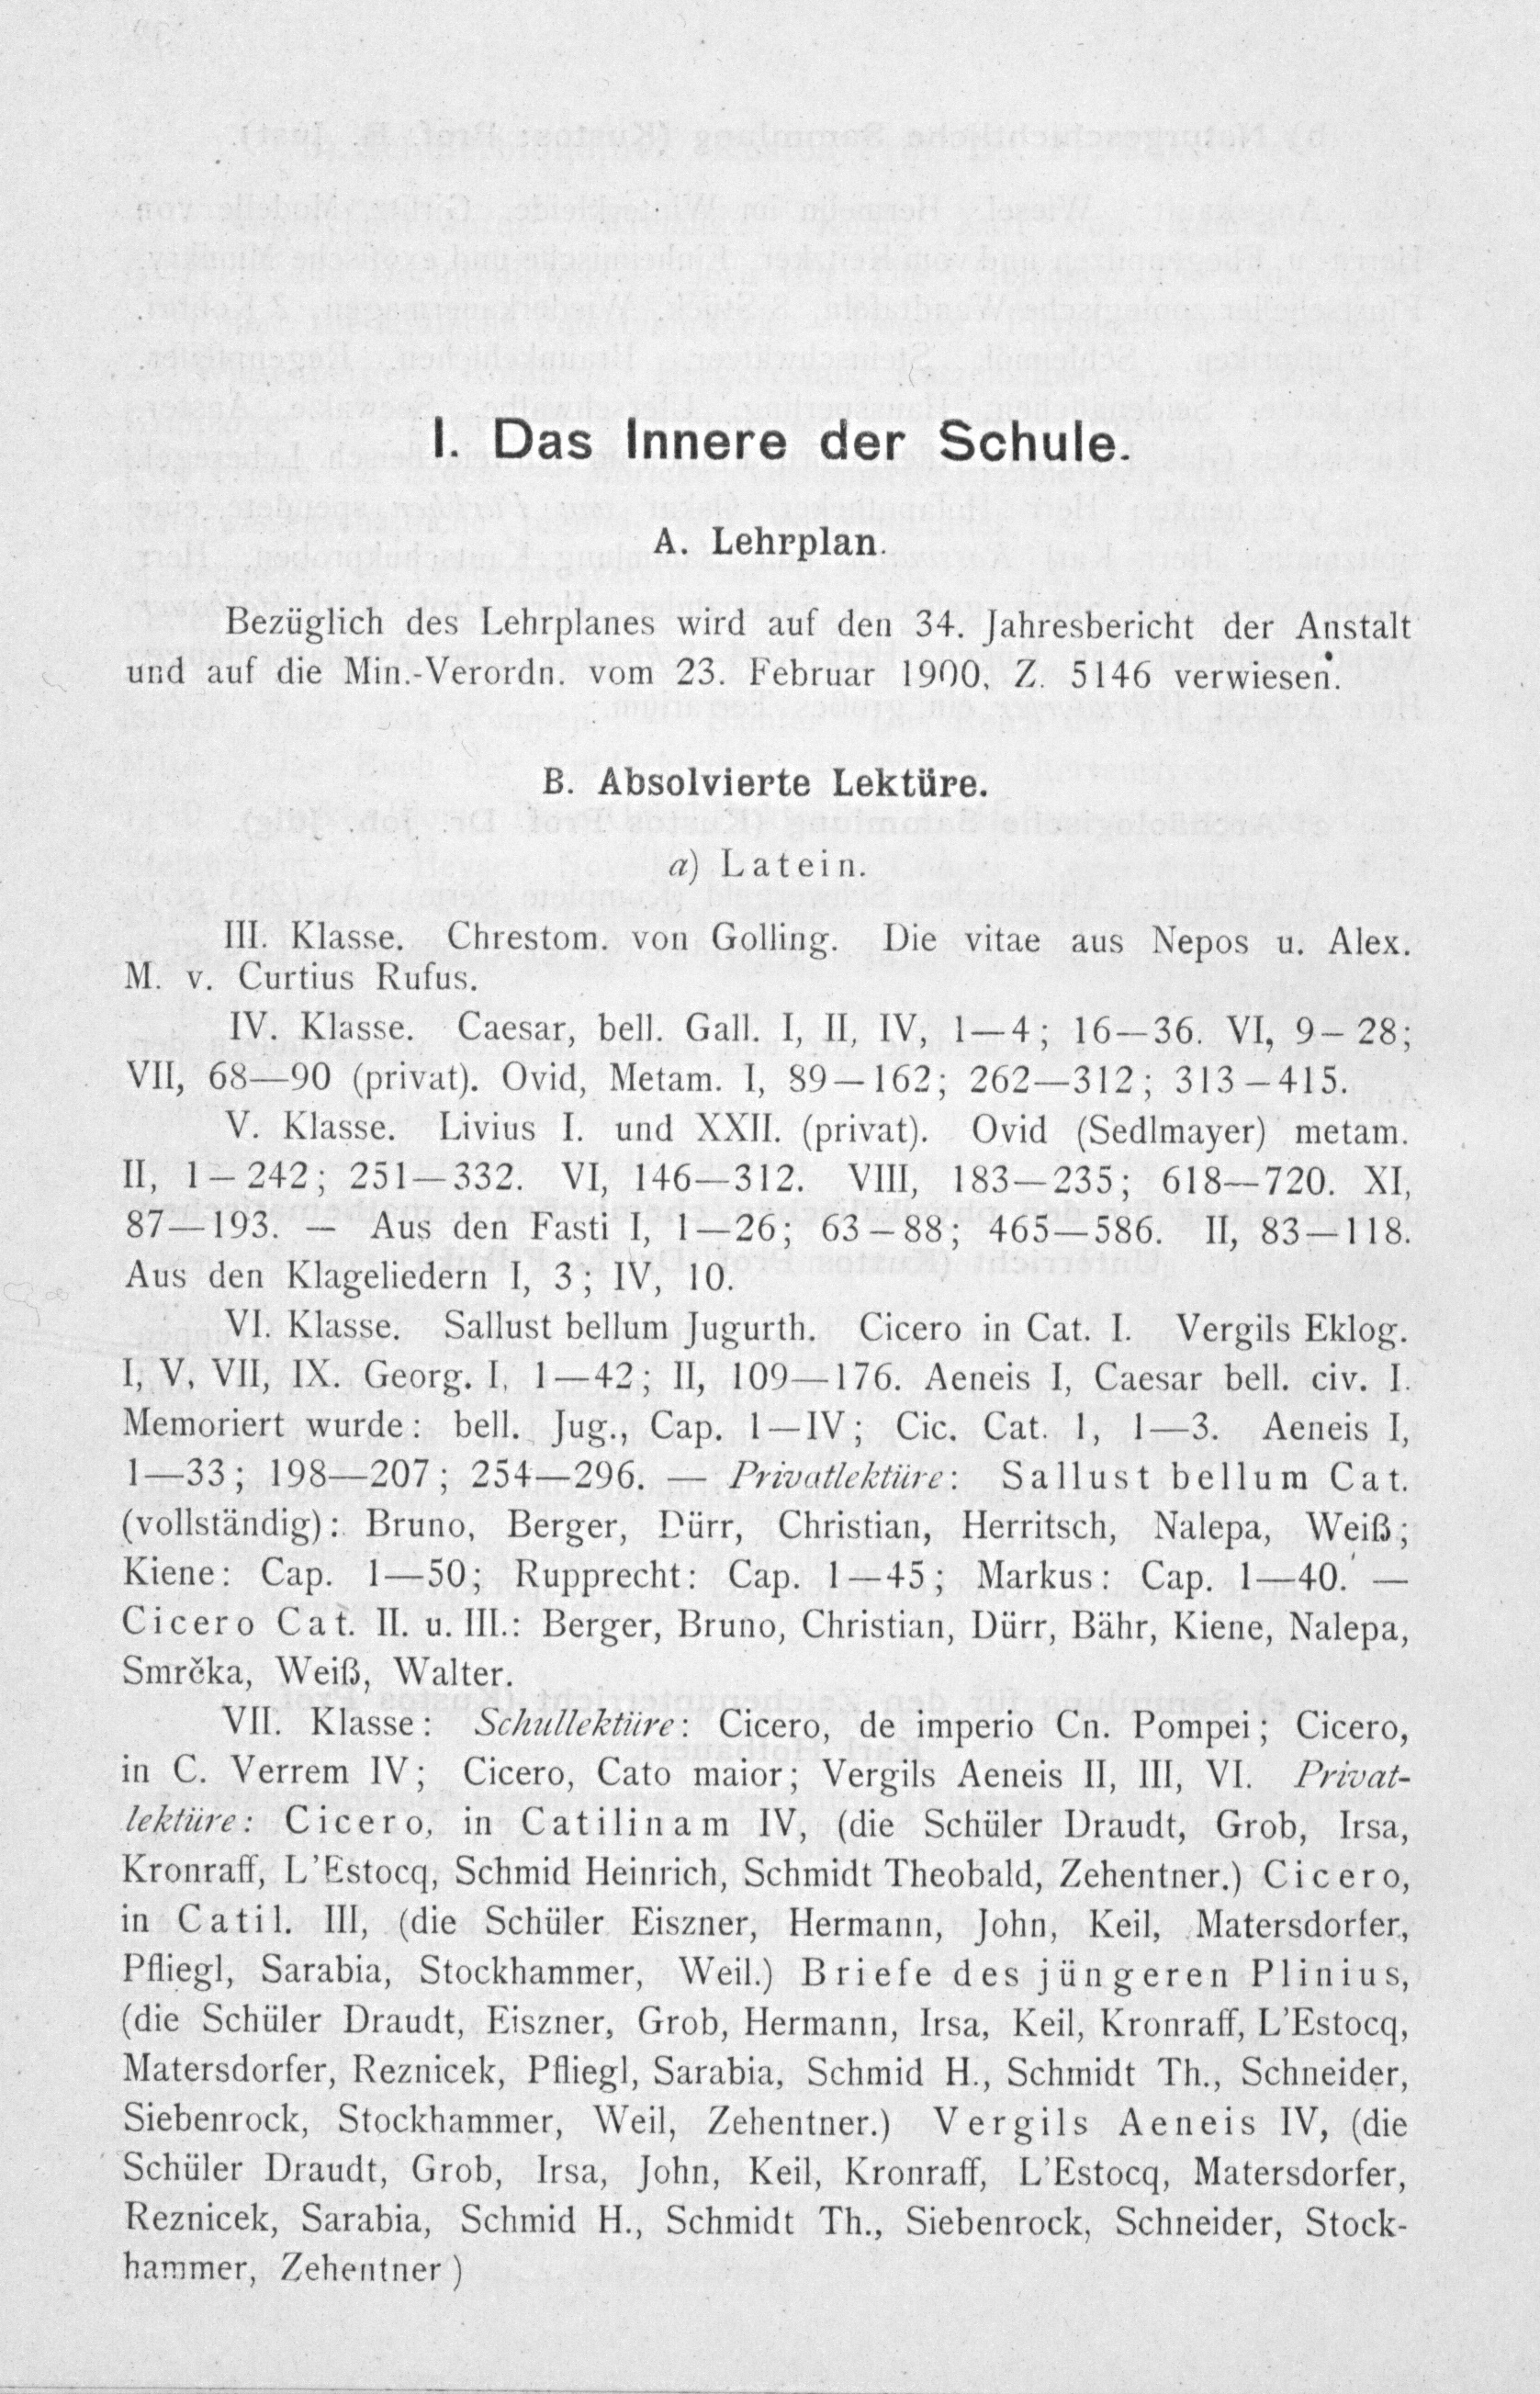 I. Das Innere der Schule.
A. Lehrplan.
Bezüglich des Lehrplanes wird auf den 34. Jahresbericht der Anstalt
und auf die Min.-Verordn. vom 23. Februar 1900, Z. 5146 verwiesen.
B. Absolvierte Lektüre.
a) Latein.
III. Klasse. Chrestom. von Golling. Die vitae aus Nepos u. Alex.
M. v. Curtius Rufus.
IV. Klasse. Caesar, bell. Gall. I, II, IV, 1—4; 16—36. VI, 9–28;
VII, 68—90 (privat). Ovid, Metam. I, 89—162; 262—312; 313—415.
V. Klasse. Livius I. und XXII. (privat). Ovid (Sedlmayer) metam.
II, 1—242; 251—332. VI, 146—312. VIII, 183—235; 618—720. XI,
87—193. — Aus den Fasti I, 1—26; 63—88; 465—586. II, 83—118.
Aus den Klageliedern I, 3; IV, 10.
VI. Klasse. Sallust bellum Jugurth. Cicero in Cat. I. Vergils Eklog.
I, V, VII, IX. Georg. I, 1—42; II, 109—176. Aeneis I, Caesar bell. civ. I.
Memoriert wurde: bell. Jug., Cap. 1—IV; Cic. Cat. 1, 1—3. Aeneis I,
1—33; 198—207; 254—296. — Privatlektüre: Sallust bellum Cat.
(vollständig): Bruno, Berger, Dürr, Christian, Herritsch, Nalepa, Weiß;
Kiene: Cap. 1—50; Rupprecht: Cap. 1—45; Markus: Cap. 1—40. —
Cicero Cat. II. u. III.: Berger, Bruno, Christian, Dürr, Bähr, Kiene, Nalepa,
Smrčka, Weiß, Walter.
VII. Klasse: Schullektüre: Cicero, de imperio Cn. Pompei; Cicero,
in C. Verrem IV; Cicero, Cato maior; Vergils Aeneis II, III, VI. Privat-
lektüre: Cicero, in Catilinam IV, (die Schüler Draudt, Grob, Irsa,
Kronraff, L'Estocq, Schmid Heinrich, Schmidt Theobald, Zehentner.) Cicero,
in Catil. III, (die Schüler Eiszner, Hermann, John, Keil, Matersdorfer,
Pfliegl, Sarabia, Stockhammer, Weil.) Briefe des jüngeren Plinius,
(die Schüler Draudt, Eiszner, Grob, Hermann, Irsa, Keil, Kronraff, L'Estocq,
Matersdorfer, Reznicek, Pfliegl, Sarabia, Schmid H., Schmidt Th., Schneider,
Siebenrock, Stockhammer, Weil, Zehentner.) Vergils Aeneis IV, (die
Schüler Draudt, Grob, Irsa, John, Keil, Kronraff, L'Estocq, Matersdorfer,
Reznicek, Sarabia, Schmid H., Schmidt Th., Siebenrock, Schneider, Stock-
hammer, Zehentner )